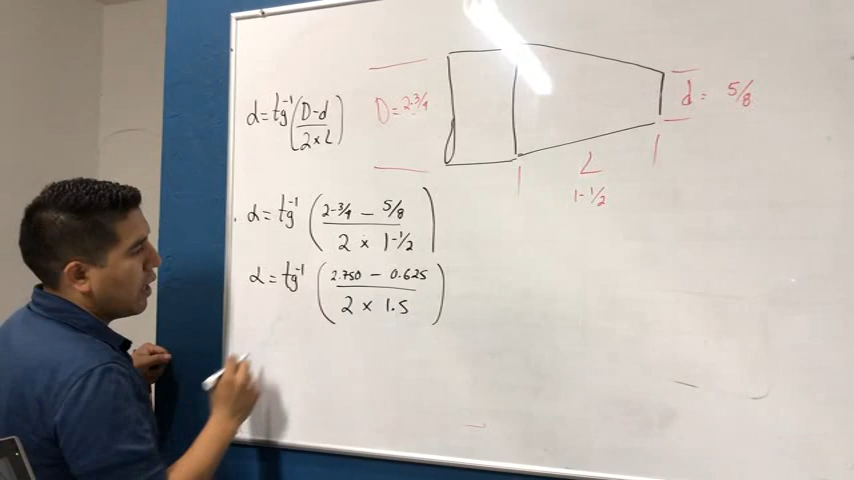 α = tg⁻¹ (D-d / 2 × L)
D = 2-3/4
d = 5/8
L
1-1/2
α = tg⁻¹ (2-3/4 - 5/8 / 2 × 1-1/2)
α = tg⁻¹ (2.750 - 0.625 / 2 × 1.5)